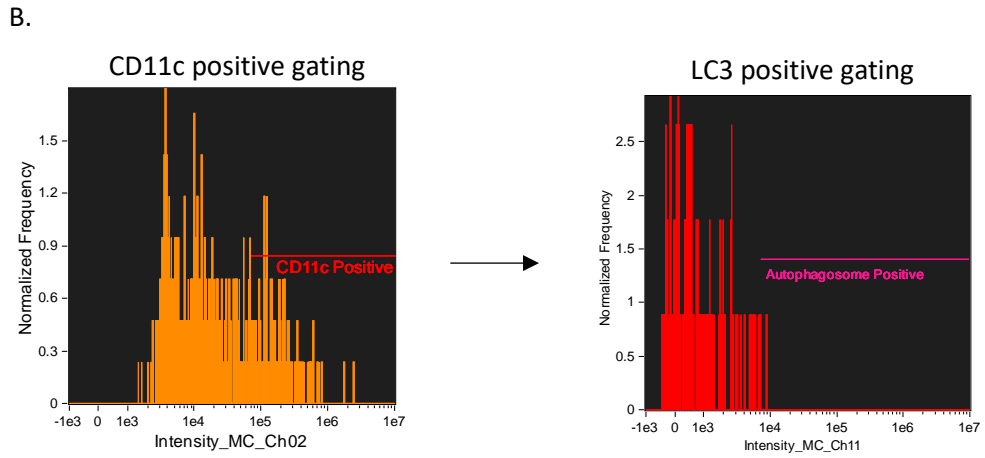 B.
CD11c positive gating
1.5
1.2
0.9
0.6
0.3
0
Normalized Frequency
CD11c Positive
-1e3 0 1e3 1e4 1e5 1e6 1e7
Intensity_MC_Ch02
LC3 positive gating
2.5
2
1.5
1
0.5
0
Normalized Frequency
Autophagosome Positive
-1e3 0 1e3 1e4 1e5 1e6 1e7
Intensity_MC_Ch11